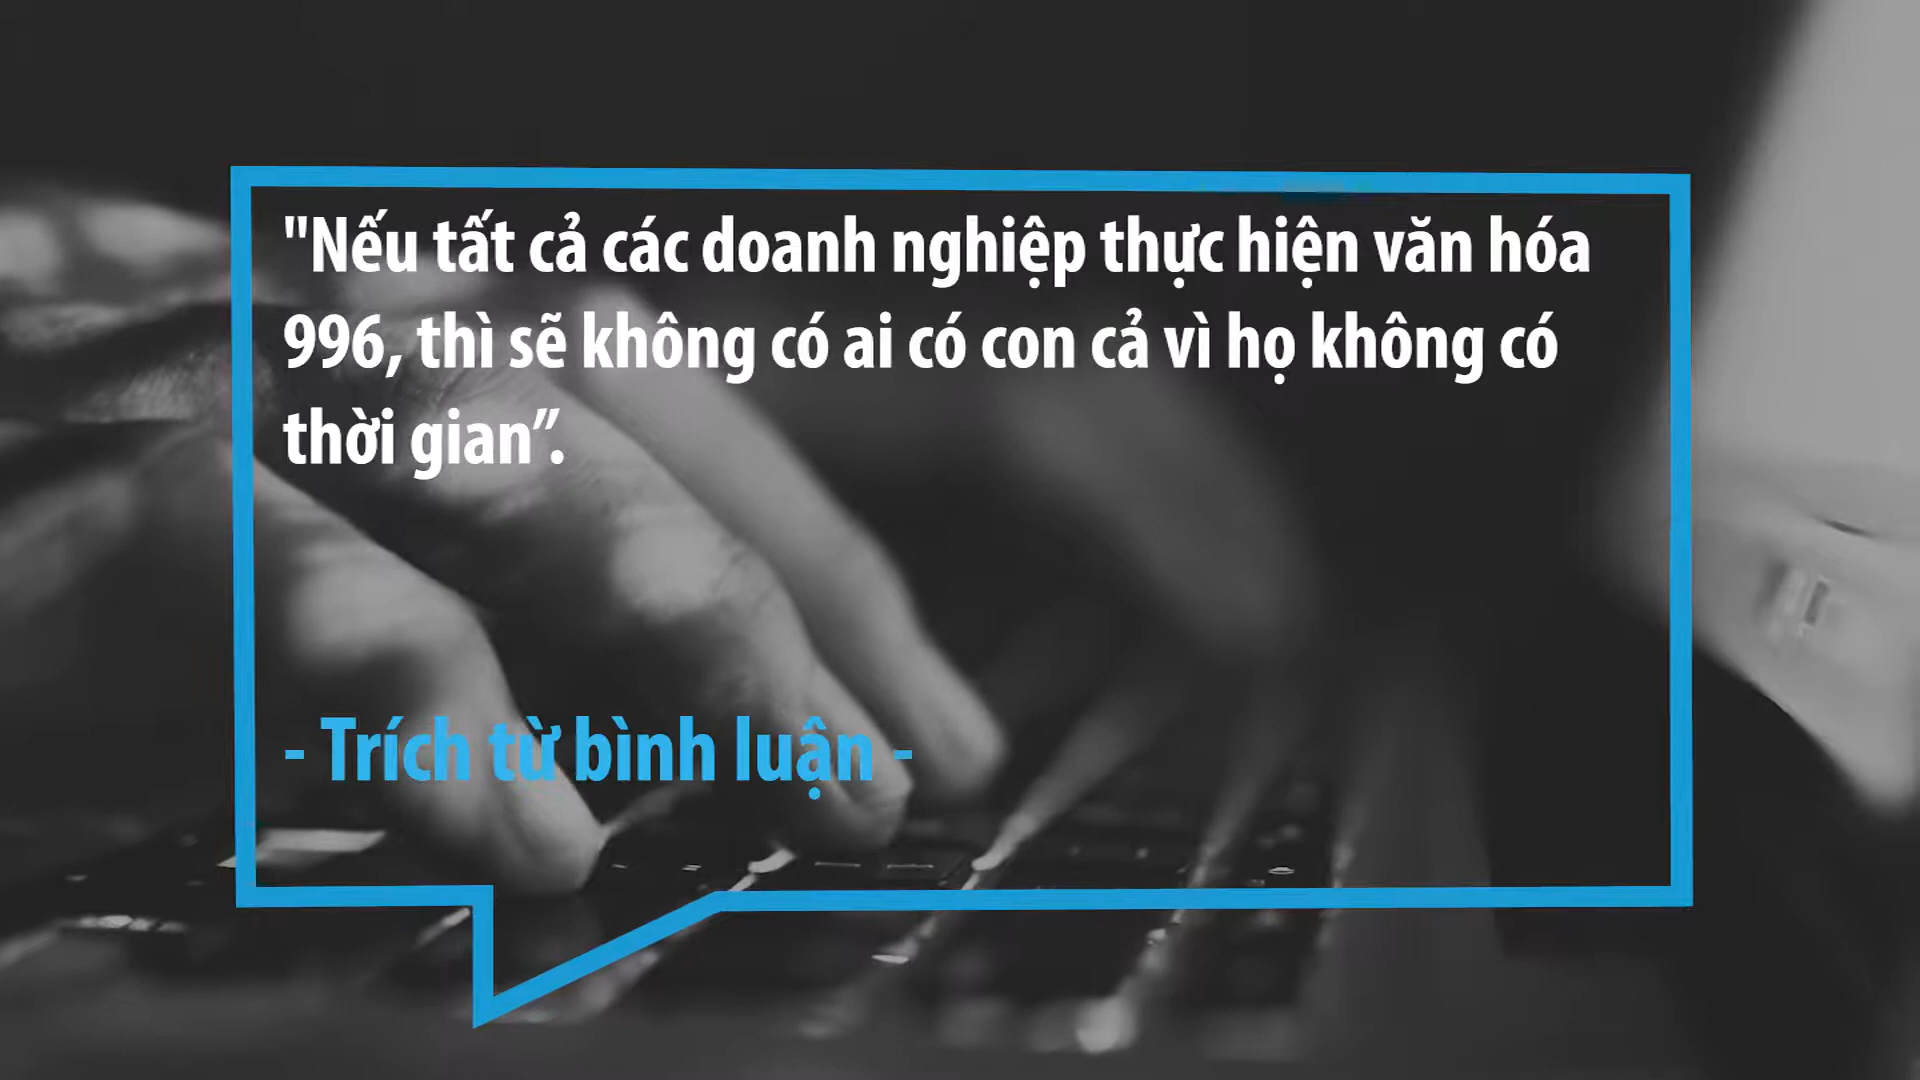 "Nếu tất cả các doanh nghiệp thực hiện văn hóa
996, thì sẽ không có ai có con cả vì họ không có
thời gian”.
- Trích từ bình luận -